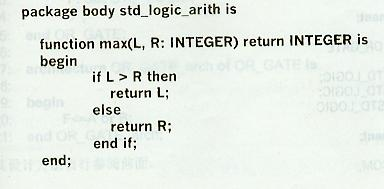 package body std_logic_arith is
function max(L, R: INTEGER) return INTEGER is
begin
if L > R then
return L;
else
return R;
end if;
end;